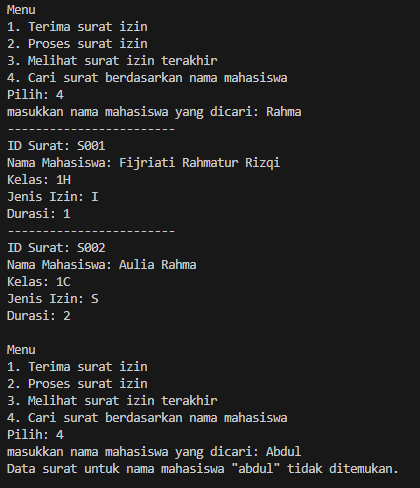 Menu
1. Terima surat izin
2. Proses surat izin
3. Melihat surat izin terakhir
4. Cari surat berdasarkan nama mahasiswa
Pilih: 4
masukkan nama mahasiswa yang dicari: Rahma
------------------------
ID Surat: S001
Nama Mahasiswa: Fijriati Rahmatur Rizqi
Kelas: 1H
Jenis Izin: I
Durasi: 1
------------------------
ID Surat: S002
Nama Mahasiswa: Aulia Rahma
Kelas: 1C
Jenis Izin: S
Durasi: 2

Menu
1. Terima surat izin
2. Proses surat izin
3. Melihat surat izin terakhir
4. Cari surat berdasarkan nama mahasiswa
Pilih: 4
masukkan nama mahasiswa yang dicari: Abdul
Data surat untuk nama mahasiswa "abdul" tidak ditemukan.